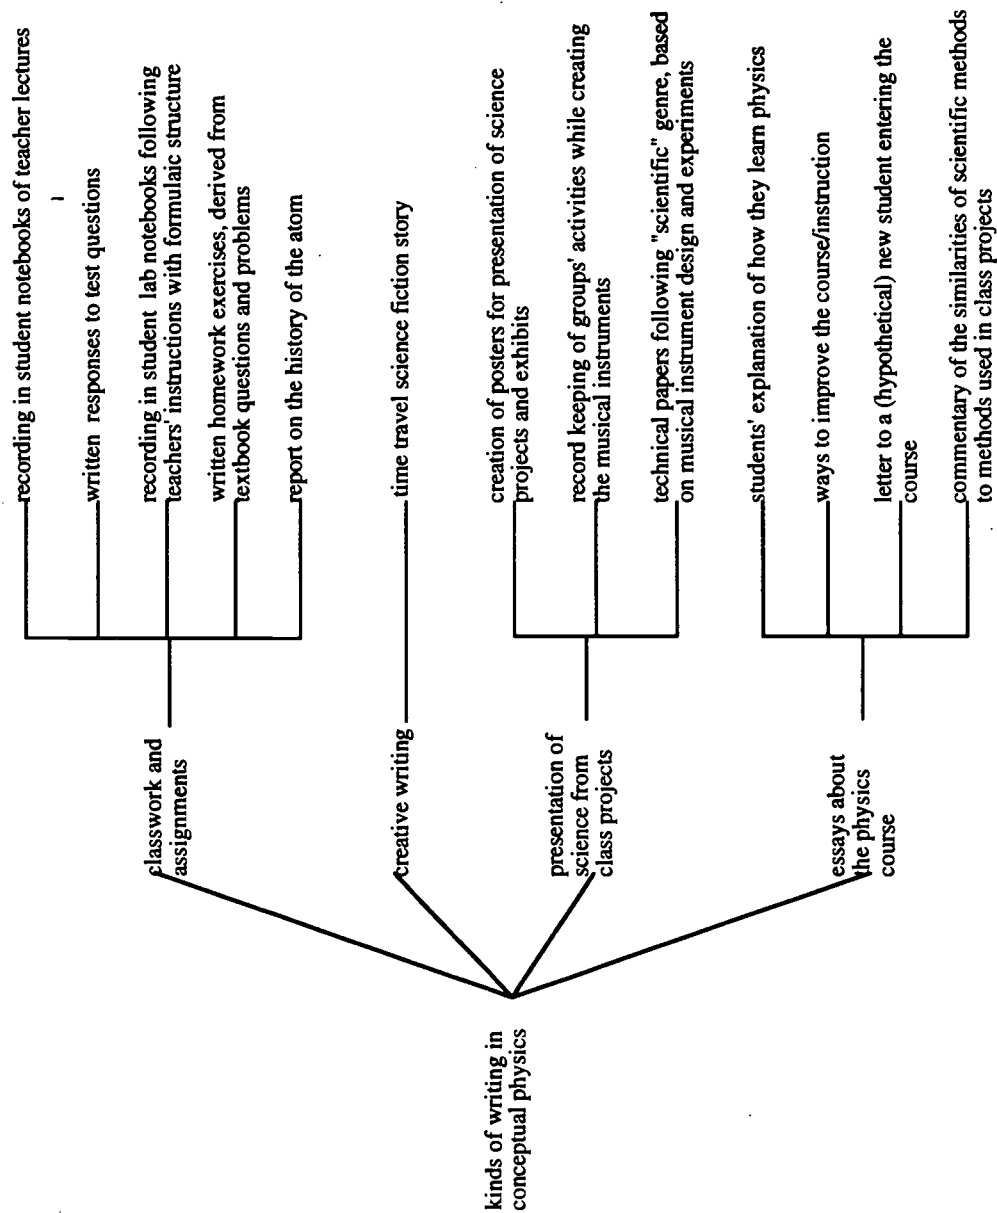 kinds of writing in
conceptual physics
classwork and
assignments
recording in student notebooks of teacher lectures
written responses to test questions
recording in student lab notebooks following
teachers' instructions with formulaic structure
written homework exercises, derived from
textbook questions and problems
report on the history of the atom
creative writing
time travel science fiction story
presentation of
science from
class projects
creation of posters for presentation of science
projects and exhibits
record keeping of groups' activities while creating
the musical instruments
technical papers following "scientific" genre, based
on musical instrument design and experiments
essays about
the physics
course
students' explanation of how they learn physics
ways to improve the course/instruction
letter to a (hypothetical) new student entering the
course
commentary of the similarities of scientific methods
to methods used in class projects